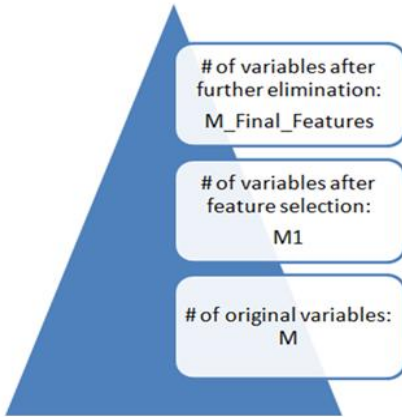 # of variables after
further elimination:
M_Final_Features
# of variables after
feature selection:
M1
# of original variables:
M